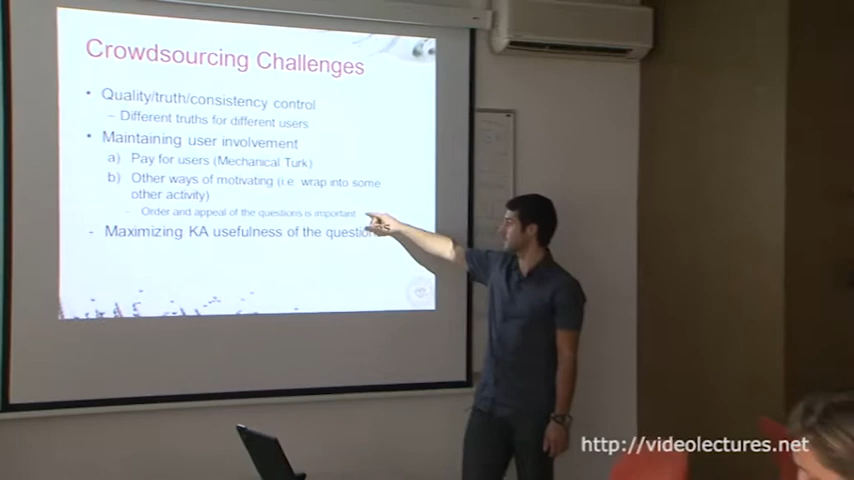 Crowdsourcing Challenges
• Quality/truth/consistency control
– Different truths for different users
• Maintaining user involvement
a) Pay for users (Mechanical Turk)
b) Other ways of motivating (i.e. wrap into some
other activity)
- Order and appeal of the questions is important
- Maximizing KA usefulness of the questions
http://videolectures.net